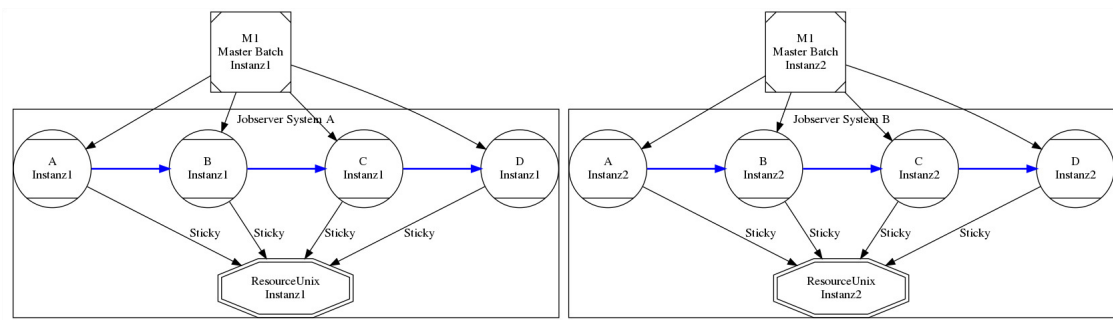 M1
Master Batch
Instanz1
M1
Master Batch
Instanz2
Jobserver System A
Jobserver System B
A
Instanz1
B
Instanz1
C
Instanz1
D
Instanz1
A
Instanz2
B
Instanz2
C
Instanz2
D
Instanz2
Sticky
Sticky
Sticky
Sticky
Sticky
Sticky
Sticky
Sticky
ResourceUnix
Instanz1
ResourceUnix
Instanz2